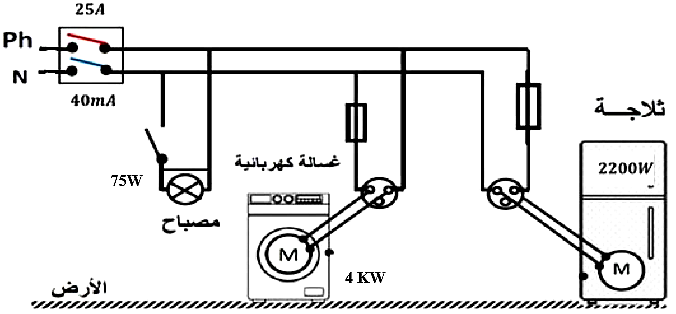 25A
Ph
N
40mA
ثلاجـــة
2200W
غسالة كهربائية
75W
مصباح
M
4 KW
M
الأرض